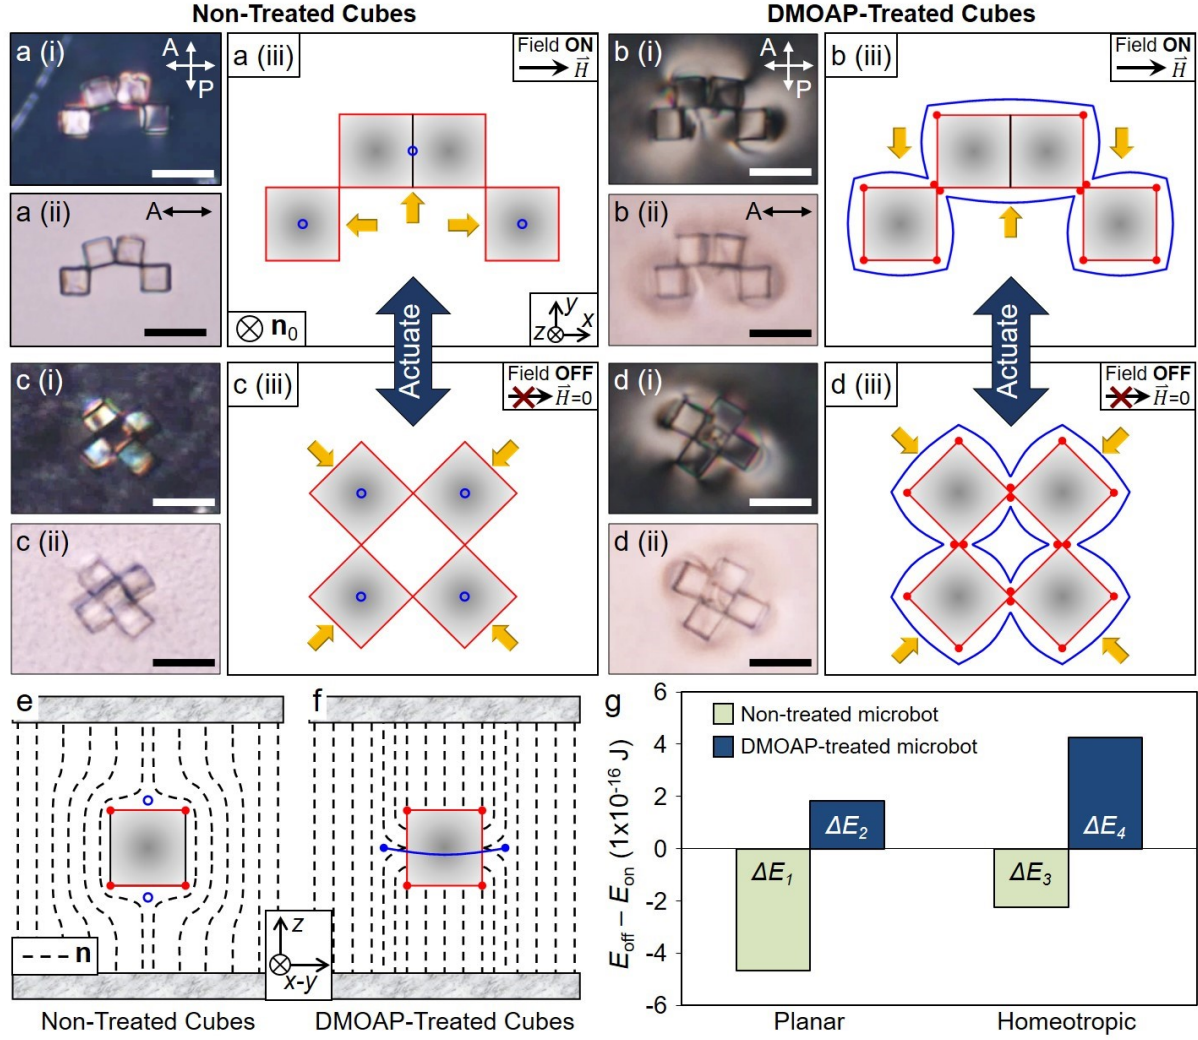 Non-Treated Cubes
DMOAP-Treated Cubes
a (i)
A
P
a (ii)
A
a (iii)
Field ON
H⃗
⊗ n₀
y
z
x
b (i)
A
P
b (ii)
A
b (iii)
Field ON
H⃗
Actuate
Actuate
c (i)
c (ii)
c (iii)
Field OFF
H⃗=0
d (i)
d (ii)
d (iii)
Field OFF
H⃗=0
e
n
z
x-y
Non-Treated Cubes
f
DMOAP-Treated Cubes
g
Non-treated microbot
DMOAP-treated microbot
E_off − E_on (1x10⁻¹⁶ J)
6
4
2
0
-2
-4
-6
ΔE₁
ΔE₂
ΔE₃
ΔE₄
Planar
Homeotropic